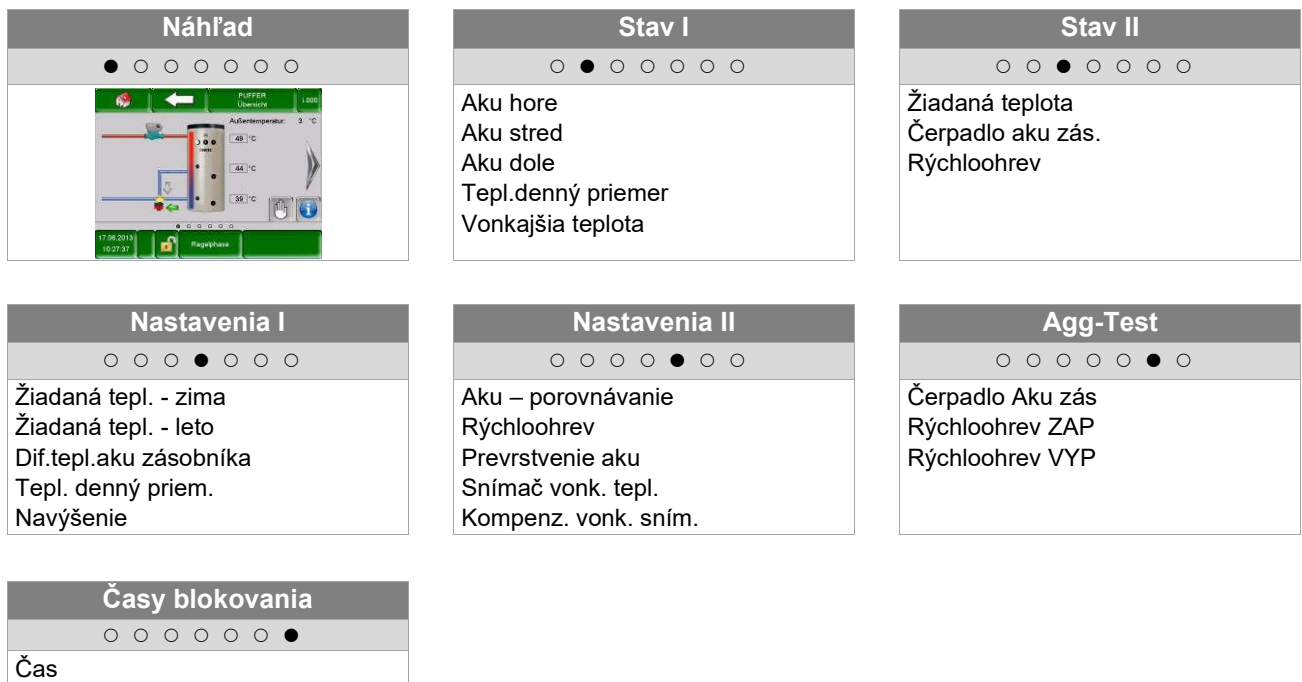 Náhľad
PUFFER
Übersicht
Außentemperatur: 3 °C
48 °C
44 °C
39 °C
17.06.2013
10:27:37
Regelphase
Stav I
Aku hore
Aku stred
Aku dole
Tepl.denný priemer
Vonkajšia teplota
Stav II
Žiadaná teplota
Čerpadlo aku zás.
Rýchloohrev
Nastavenia I
Žiadaná tepl. - zima
Žiadaná tepl. - leto
Dif.tepl.aku zásobníka
Tepl. denný priem.
Navýšenie
Nastavenia II
Aku – porovnávanie
Rýchloohrev
Prevrstvenie aku
Snímač vonk. tepl.
Kompenz. vonk. sním.
Agg-Test
Čerpadlo Aku zás
Rýchloohrev ZAP
Rýchloohrev VYP
Časy blokovania
Čas